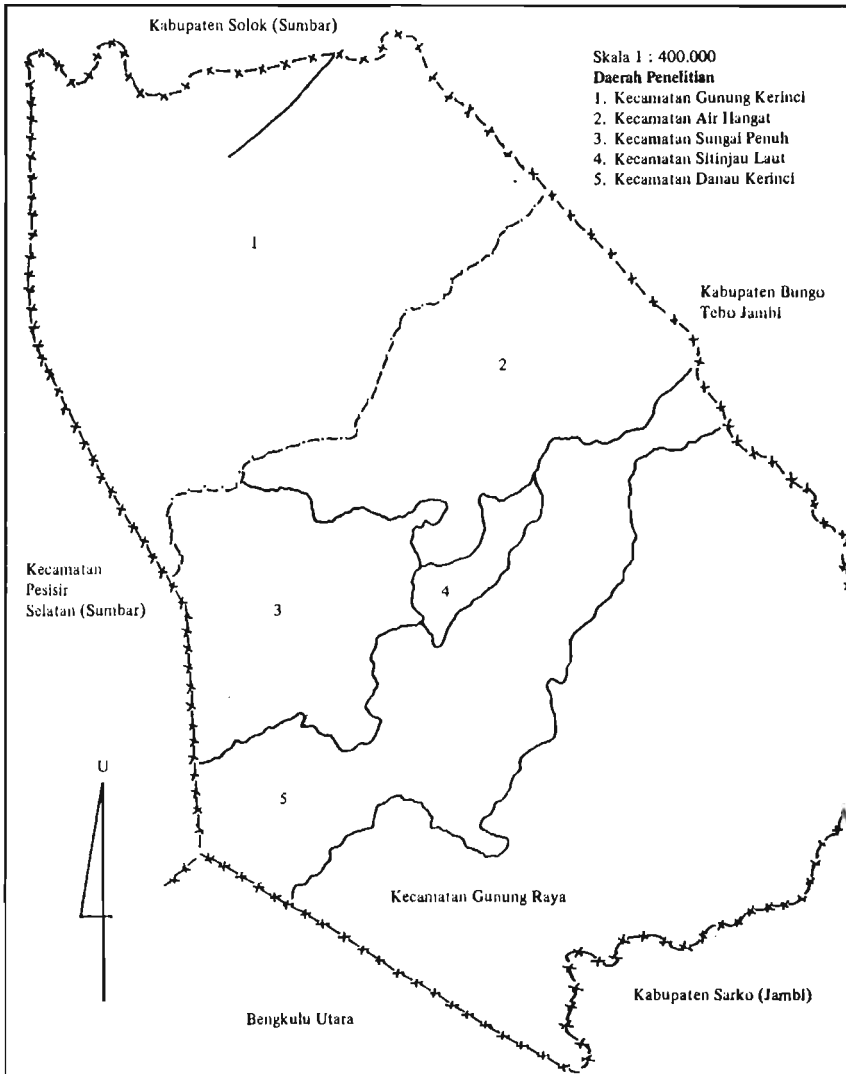 Kabupaten Solok (Sumbar)
Skala 1 : 400.000
Daerah Penelitian
1. Kecamatan Gunung Kerinci
2. Kecamatan Air Hangat
3. Kecamatan Sungai Penuh
4. Kecamatan Sitinjau Laut
5. Kecamatan Danau Kerinci
1
Kabupaten Bungo
Tebo Jambi
2
Kecamatan
Pesisir
Selatan (Sumbar)
4
3
U
5
Kecamatan Gunung Raya
Kabupaten Sarko (Jambi)
Bengkulu Utara